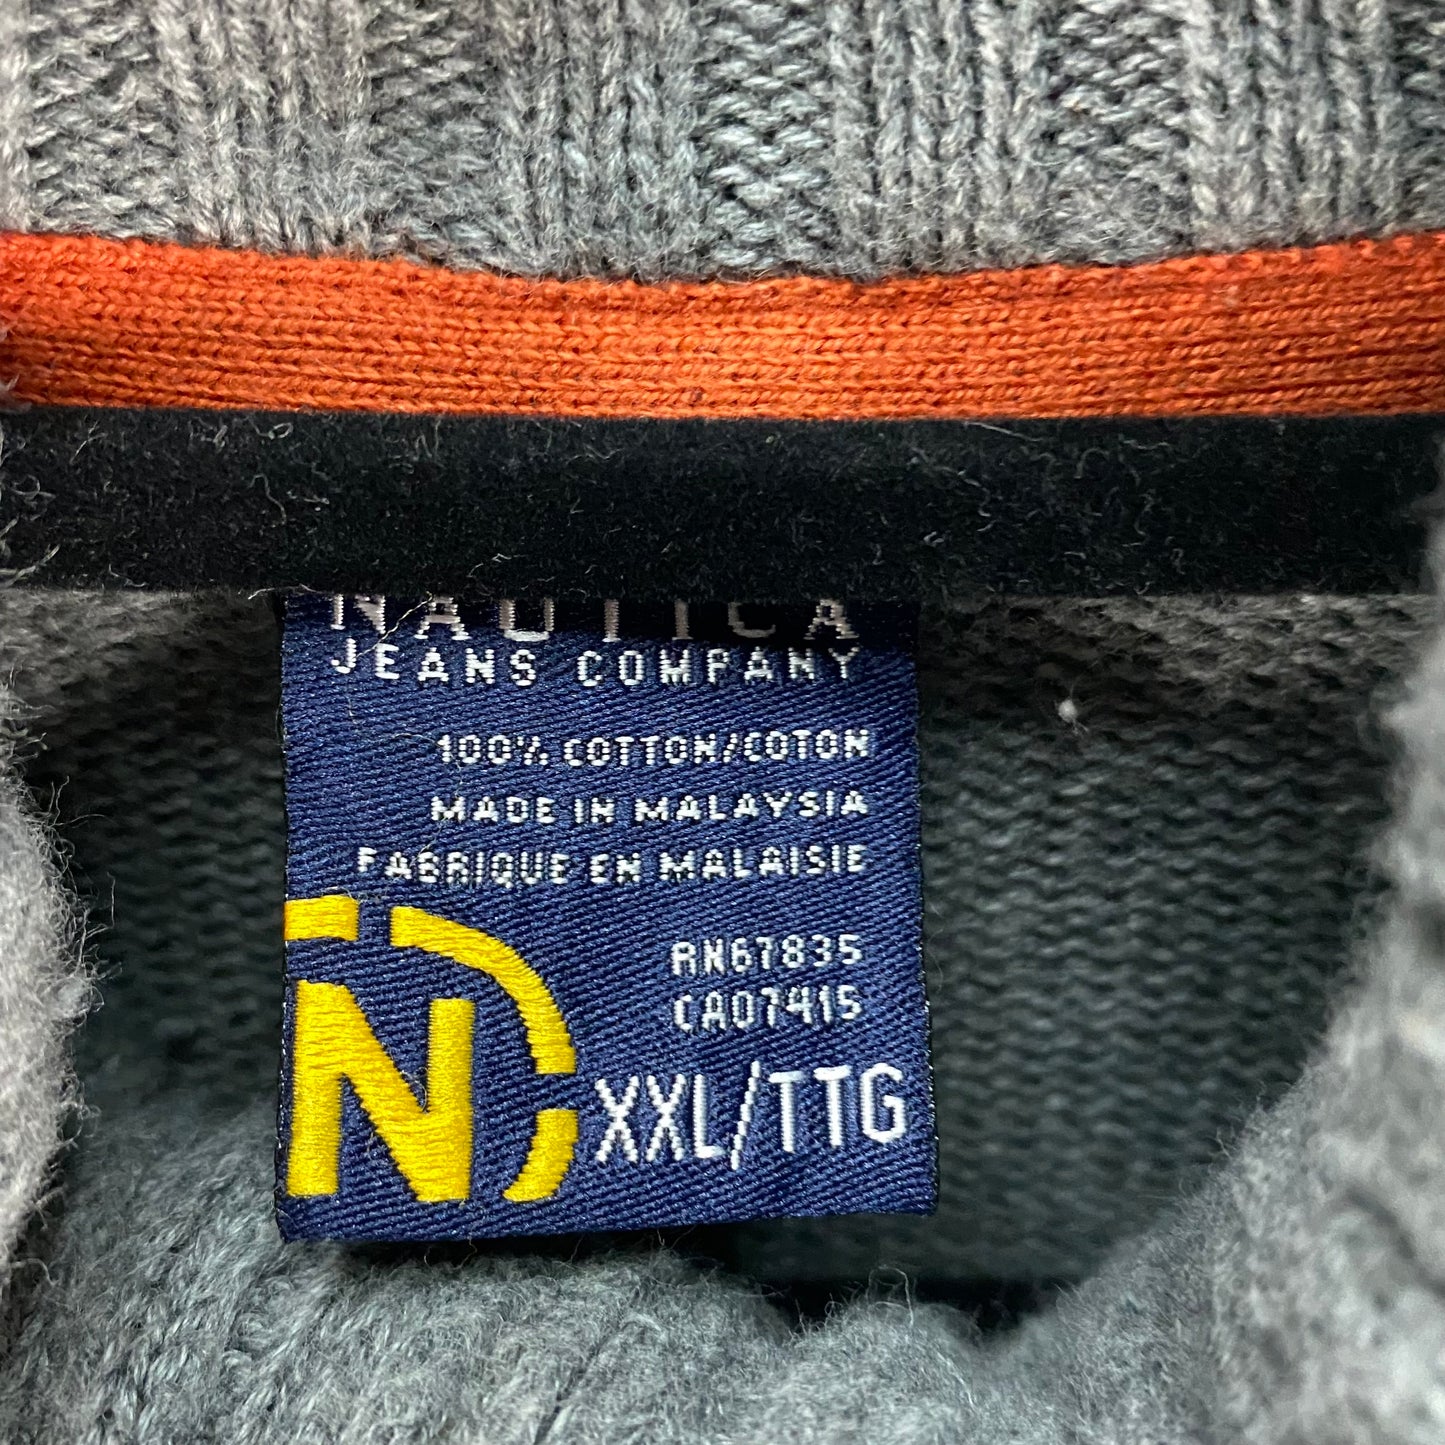 NAUTICA
JEANS COMPANY
100% COTTON/COTON
MADE IN MALAYSIA
FABRIQUE EN MALAISIE
RN67835
CA07415
N
XXL/TTG